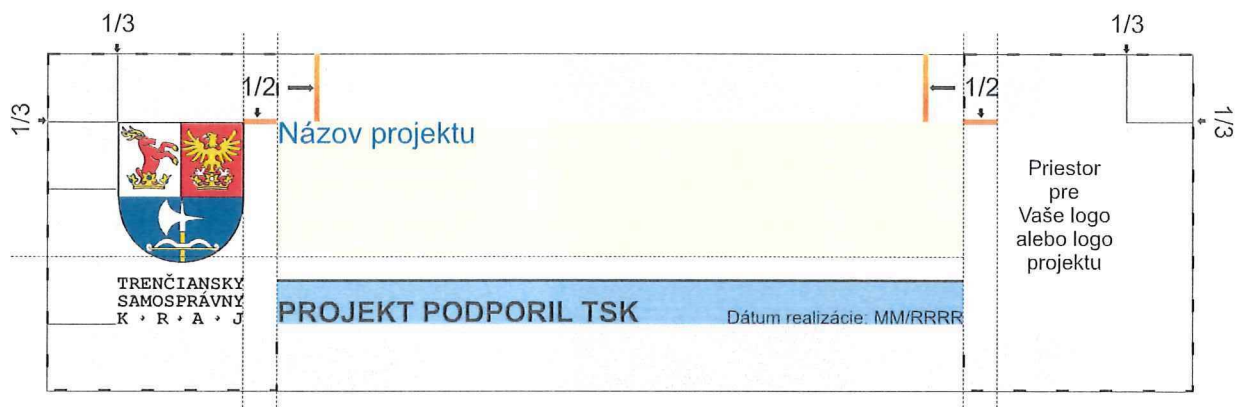 1/3
1/3
1/2
1/2
1/3
1/3
Názov projektu
Priestor
pre
Vaše logo
alebo logo
projektu
TRENČIANSKY
SAMOSPRÁVNY
K · R · A · J
PROJEKT PODPORIL TSK
Dátum realizácie: MM/RRRR